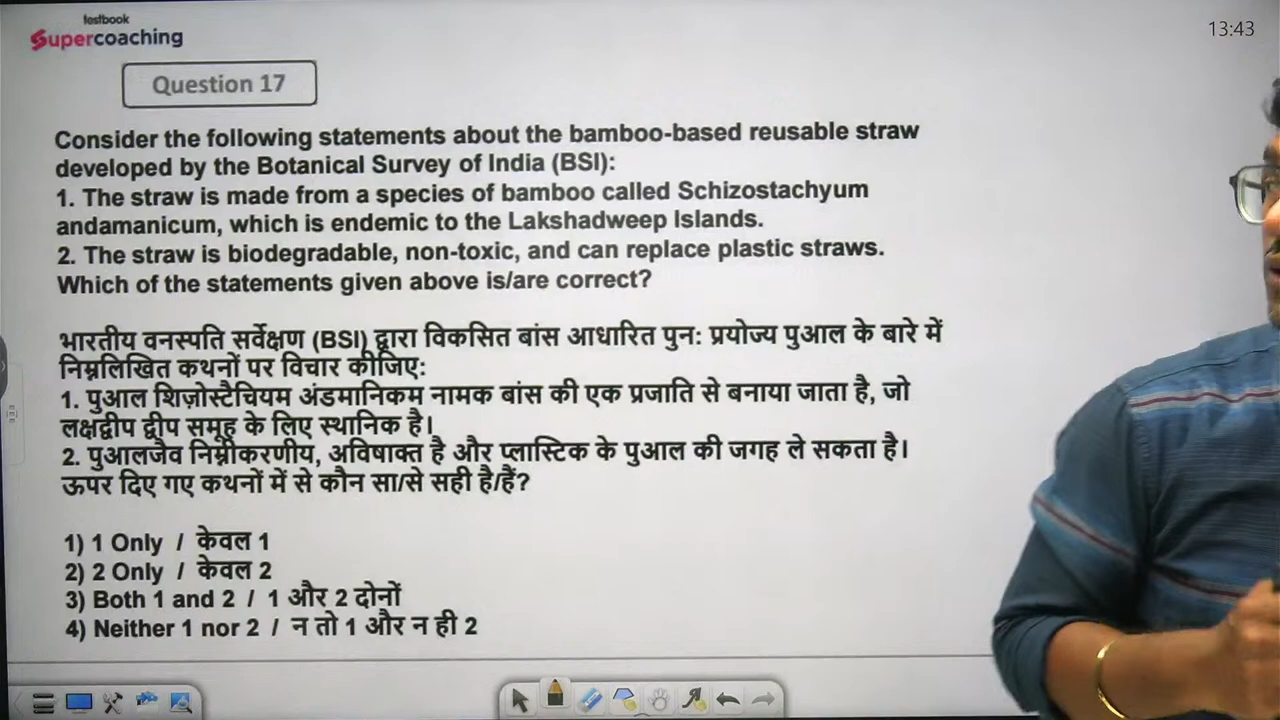 testbook
Supercoaching
13:43
Question 17
Consider the following statements about the bamboo-based reusable straw
developed by the Botanical Survey of India (BSI):
1. The straw is made from a species of bamboo called Schizostachyum
andamanicum, which is endemic to the Lakshadweep Islands.
2. The straw is biodegradable, non-toxic, and can replace plastic straws.
Which of the statements given above is/are correct?
भारतीय वनस्पति सर्वेक्षण (BSI) द्वारा विकसित बांस आधारित पुन: प्रयोज्य पुआल के बारे में
निम्नलिखित कथनों पर विचार कीजिए:
1. पुआल शिज़ोस्टैचियम अंडमानिकम नामक बांस की एक प्रजाति से बनाया जाता है, जो
लक्षद्वीप द्वीप समूह के लिए स्थानिक है।
2. पुआलजैव निम्नीकरणीय, अविषाक्त है और प्लास्टिक के पुआल की जगह ले सकता है।
ऊपर दिए गए कथनों में से कौन सा/से सही है/हैं?
1) 1 Only / केवल 1
2) 2 Only / केवल 2
3) Both 1 and 2 / 1 और 2 दोनों
4) Neither 1 nor 2 / न तो 1 और न ही 2